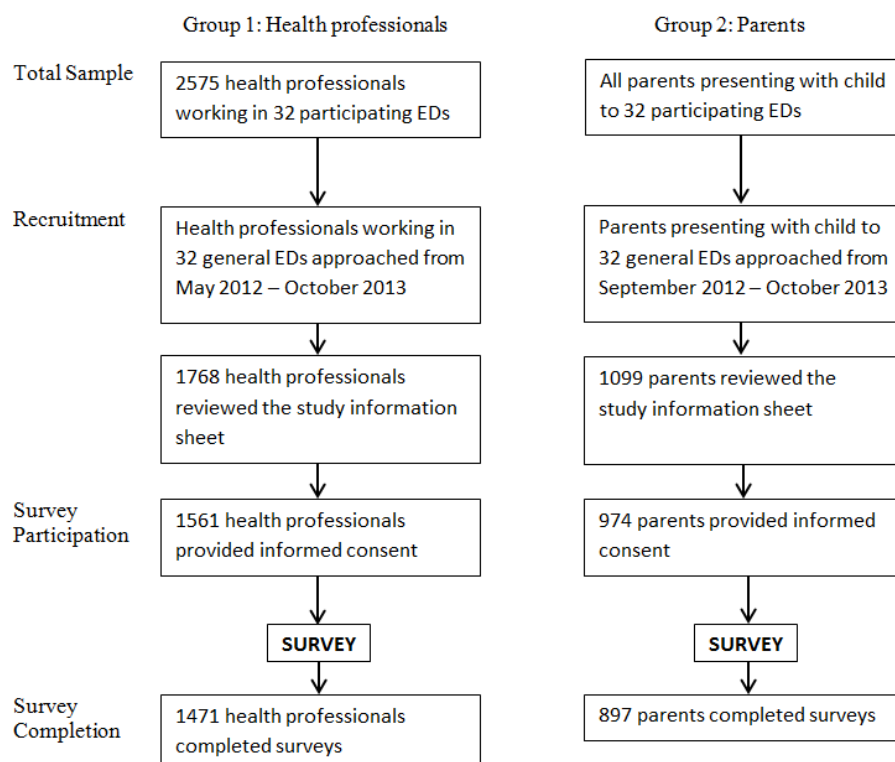 Group 1: Health professionals
Group 2: Parents
Total Sample
2575 health professionals
working in 32 participating EDs
All parents presenting with child
to 32 participating EDs
Recruitment
Health professionals working in
32 general EDs approached from
May 2012 – October 2013
Parents presenting with child to
32 general EDs approached from
September 2012 – October 2013
1768 health professionals
reviewed the study information
sheet
1099 parents reviewed the
study information sheet
Survey
Participation
1561 health professionals
provided informed consent
974 parents provided informed
consent
SURVEY
SURVEY
Survey
Completion
1471 health professionals
completed surveys
897 parents completed surveys